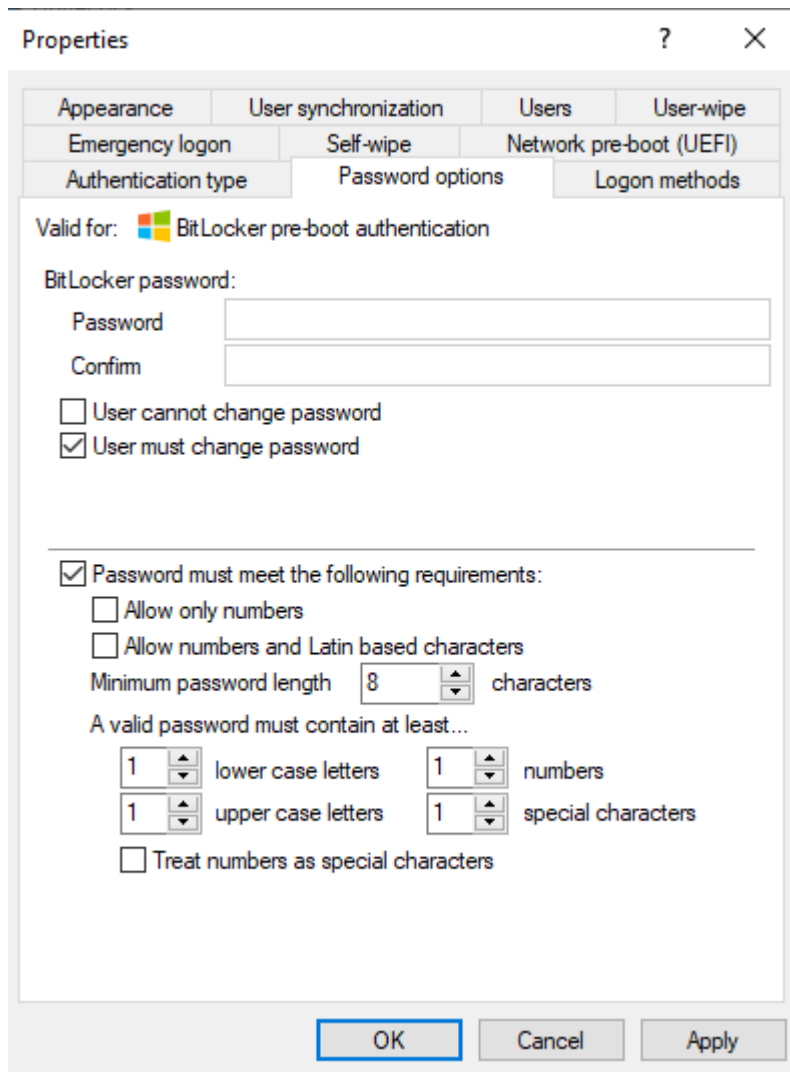 Properties ? X
Appearance User synchronization Users User-wipe
Emergency logon Self-wipe Network pre-boot (UEFI)
Authentication type Password options Logon methods
Valid for: BitLocker pre-boot authentication
BitLocker password:
Password
Confirm
User cannot change password
User must change password
Password must meet the following requirements:
Allow only numbers
Allow numbers and Latin based characters
Minimum password length 8 characters
A valid password must contain at least...
1 lower case letters 1 numbers
1 upper case letters 1 special characters
Treat numbers as special characters
OK Cancel Apply